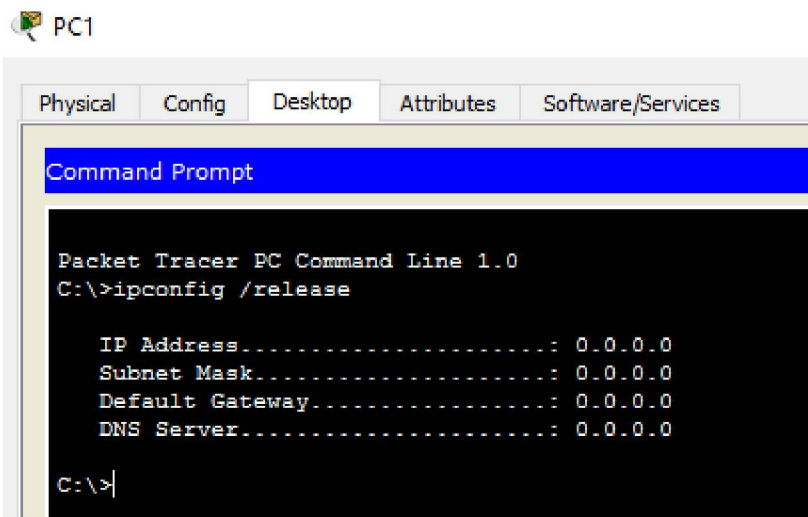 PC1
Physical Config Desktop Attributes Software/Services
Command Prompt
Packet Tracer PC Command Line 1.0
C:\>ipconfig /release
IP Address......................: 0.0.0.0
Subnet Mask.....................: 0.0.0.0
Default Gateway.................: 0.0.0.0
DNS Server......................: 0.0.0.0
C:\>